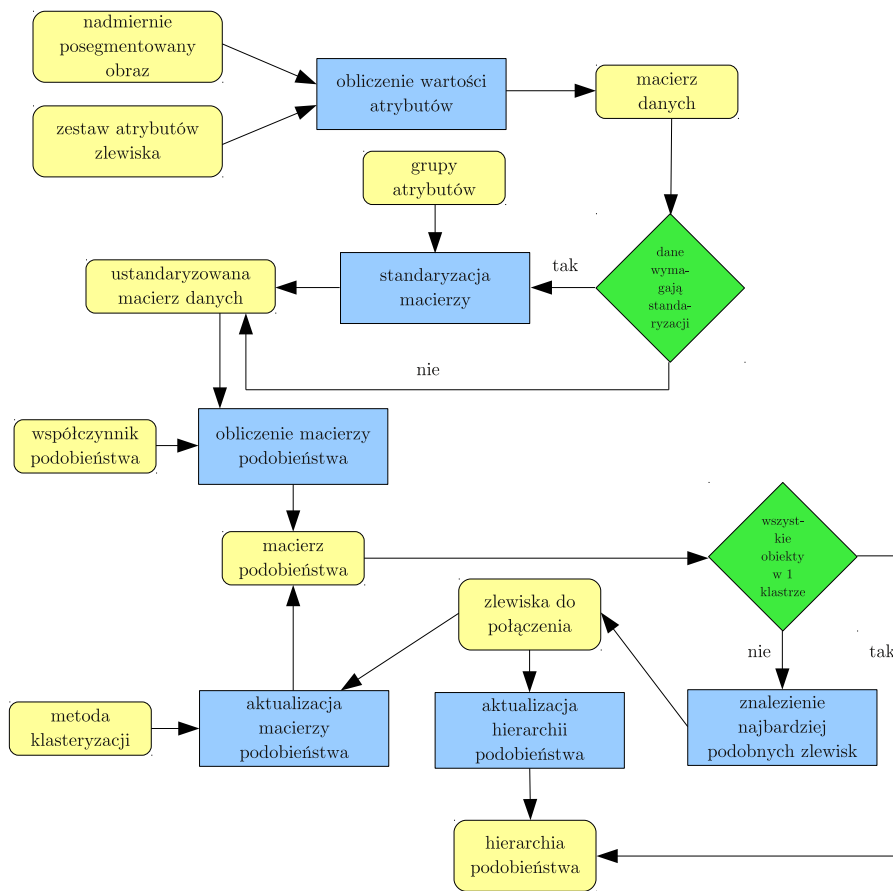 nadmiernie
posegmentowany
obraz
zestaw atrybutów
zlewiska
obliczenie wartości
atrybutów
macierz
danych
grupy
atrybutów
dane
wyma-
gają
standa-
ryzacji
tak
standaryzacja
macierzy
ustandaryzowana
macierz danych
nie
współczynnik
podobieństwa
obliczenie macierzy
podobieństwa
macierz
podobieństwa
wszyst-
kie
obiekty
w 1
klastrze
nie
tak
zlewiska do
połączenia
znalezienie
najbardziej
podobnych zlewisk
metoda
klasteryzacji
aktualizacja
macierzy
podobieństwa
aktualizacja
hierarchii
podobieństwa
hierarchia
podobieństwa